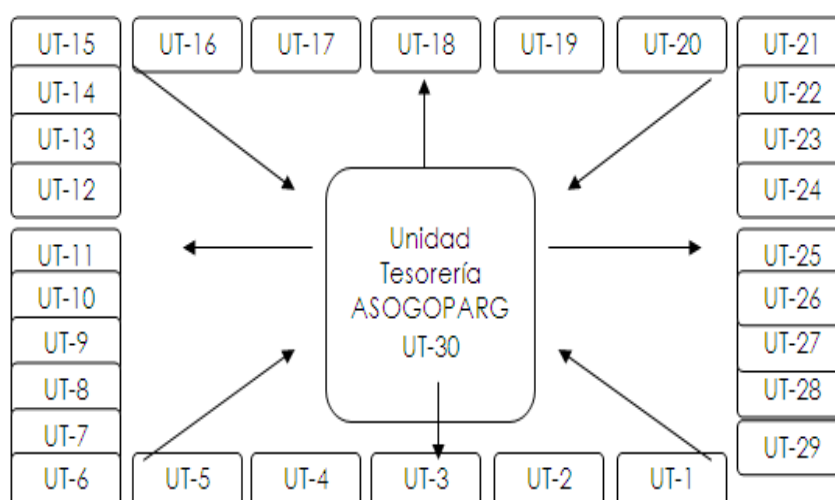 UT-15 UT-16 UT-17 UT-18 UT-19 UT-20 UT-21
UT-14 UT-22
UT-13 UT-23
UT-12 UT-24
Unidad
Tesorería
ASOGOPARG
UT-30
UT-11 UT-25
UT-10 UT-26
UT-9 UT-27
UT-8 UT-28
UT-7 UT-29
UT-6 UT-5 UT-4 UT-3 UT-2 UT-1